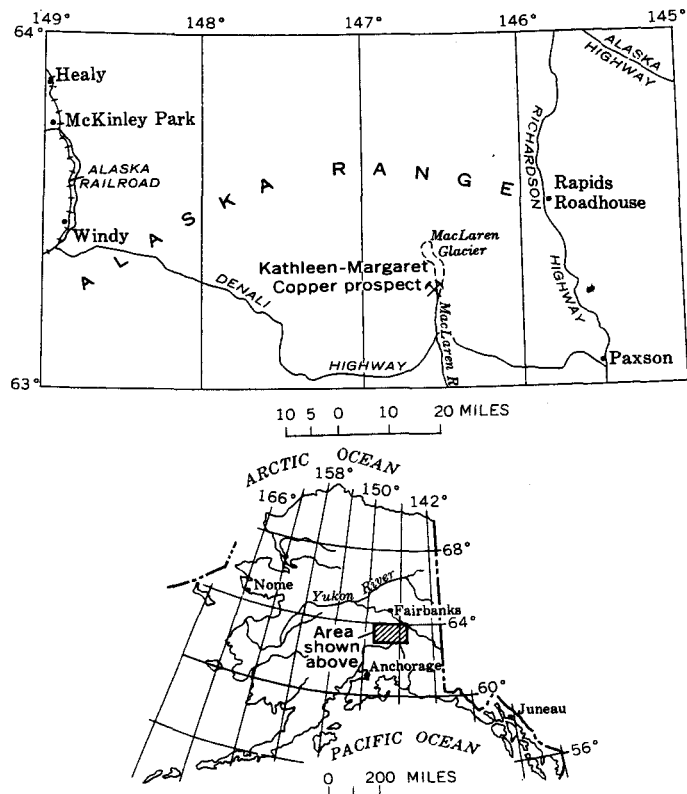 149°
148°
147°
146°
145°
64°
ALASKA
HIGHWAY
Healy
McKinley Park
ALASKA
RAILROAD
ALASKA RANGE
RICHARDSON
HIGHWAY
Rapids
Roadhouse
Windy
MacLaren
Glacier
Kathleen-Margaret
Copper prospect
DENALI
HIGHWAY
MacLaren R
Paxson
63°
10 5 0 10 20 MILES
ARCTIC OCEAN
166°
158°
150°
142°
68°
Nome
Yukon River
Fairbanks
64°
Area
shown
above
Anchorage
60°
Juneau
56°
PACIFIC OCEAN
0 200 MILES